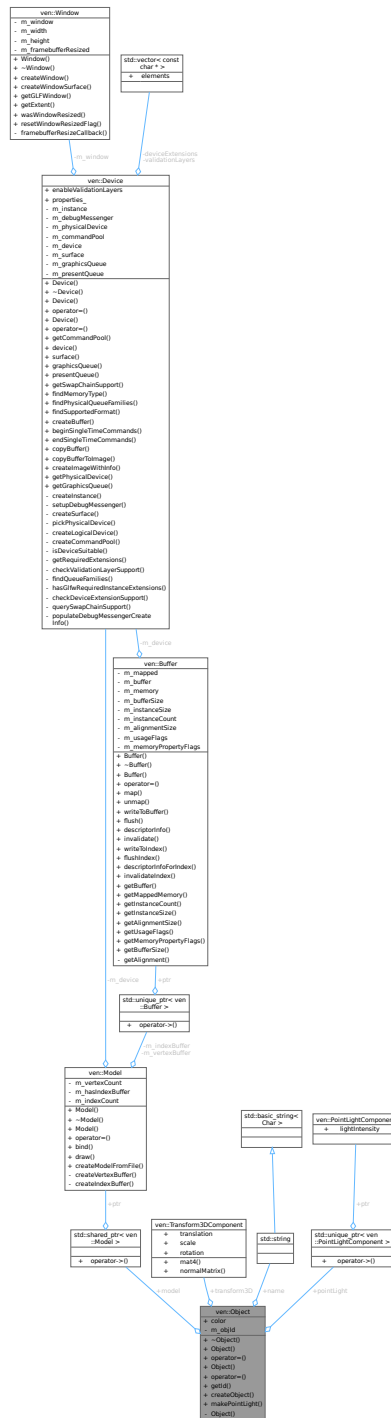 ven::Window
- m_window
- m_width
- m_height
- m_framebufferResized
+ Window()
+ ~Window()
+ createWindow()
+ createWindowSurface()
+ getGLFWindow()
+ getExtent()
+ wasWindowResized()
+ resetWindowResizedFlag()
- framebufferResizeCallback()
std::vector< const
char * >
+ elements
-m_window
-deviceExtensions
-validationLayers
ven::Device
+ enableValidationLayers
+ properties_
- m_instance
- m_debugMessenger
- m_physicalDevice
- m_commandPool
- m_device
- m_surface
- m_graphicsQueue
- m_presentQueue
+ Device()
+ ~Device()
+ Device()
+ operator=()
+ Device()
+ operator=()
+ getCommandPool()
+ device()
+ surface()
+ graphicsQueue()
+ presentQueue()
+ getSwapChainSupport()
+ findMemoryType()
+ findPhysicalQueueFamilies()
+ findSupportedFormat()
+ createBuffer()
+ beginSingleTimeCommands()
+ endSingleTimeCommands()
+ copyBuffer()
+ copyBufferToImage()
+ createImageWithInfo()
+ getPhysicalDevice()
+ getGraphicsQueue()
- createInstance()
- setupDebugMessenger()
- createSurface()
- pickPhysicalDevice()
- createLogicalDevice()
- createCommandPool()
- isDeviceSuitable()
- getRequiredExtensions()
- checkValidationLayerSupport()
- findQueueFamilies()
- hasGlfwRequiredInstanceExtensions()
- checkDeviceExtensionSupport()
- querySwapChainSupport()
- populateDebugMessengerCreate
Info()
-m_device
ven::Buffer
- m_mapped
- m_buffer
- m_memory
- m_bufferSize
- m_instanceSize
- m_instanceCount
- m_alignmentSize
- m_usageFlags
- m_memoryPropertyFlags
+ Buffer()
+ ~Buffer()
+ Buffer()
+ operator=()
+ map()
+ unmap()
+ writeToBuffer()
+ flush()
+ descriptorInfo()
+ invalidate()
+ writeToIndex()
+ flushIndex()
+ descriptorInfoForIndex()
+ invalidateIndex()
+ getBuffer()
+ getMappedMemory()
+ getInstanceCount()
+ getInstanceSize()
+ getAlignmentSize()
+ getUsageFlags()
+ getMemoryPropertyFlags()
+ getBufferSize()
- getAlignment()
-m_device
+ptr
std::unique_ptr< ven
::Buffer >
+ operator->()
-m_indexBuffer
-m_vertexBuffer
ven::Model
- m_vertexCount
- m_hasIndexBuffer
- m_indexCount
+ Model()
+ ~Model()
+ Model()
+ operator=()
+ bind()
+ draw()
+ createModelFromFile()
- createVertexBuffer()
- createIndexBuffer()
std::basic_string<
Char >
ven::PointLightComponent
+ lightIntensity
+ptr
+ptr
std::shared_ptr< ven
::Model >
+ operator->()
ven::Transform3DComponent
+ translation
+ scale
+ rotation
+ mat4()
+ normalMatrix()
std::string
std::unique_ptr< ven
::PointLightComponent >
+ operator->()
+model
+transform3D
+name
+pointLight
ven::Object
+ color
- m_objId
+ ~Object()
+ Object()
+ operator=()
+ Object()
+ operator=()
+ getId()
+ createObject()
+ makePointLight()
- Object()